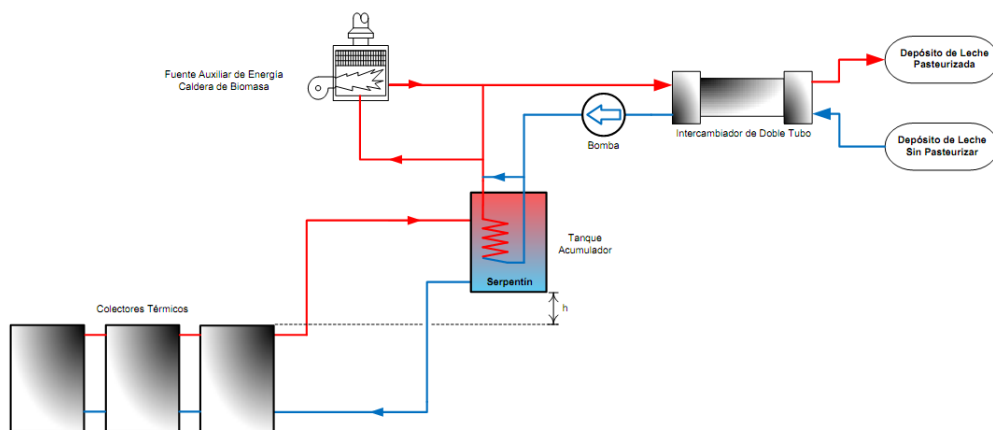 Fuente Auxiliar de Energía
Caldera de Biomasa
Depósito de Leche
Pasteurizada
Intercambiador de Doble Tubo
Depósito de Leche
Sin Pasteurizar
Bomba
Tanque
Acumulador
Serpentín
h
Colectores Térmicos